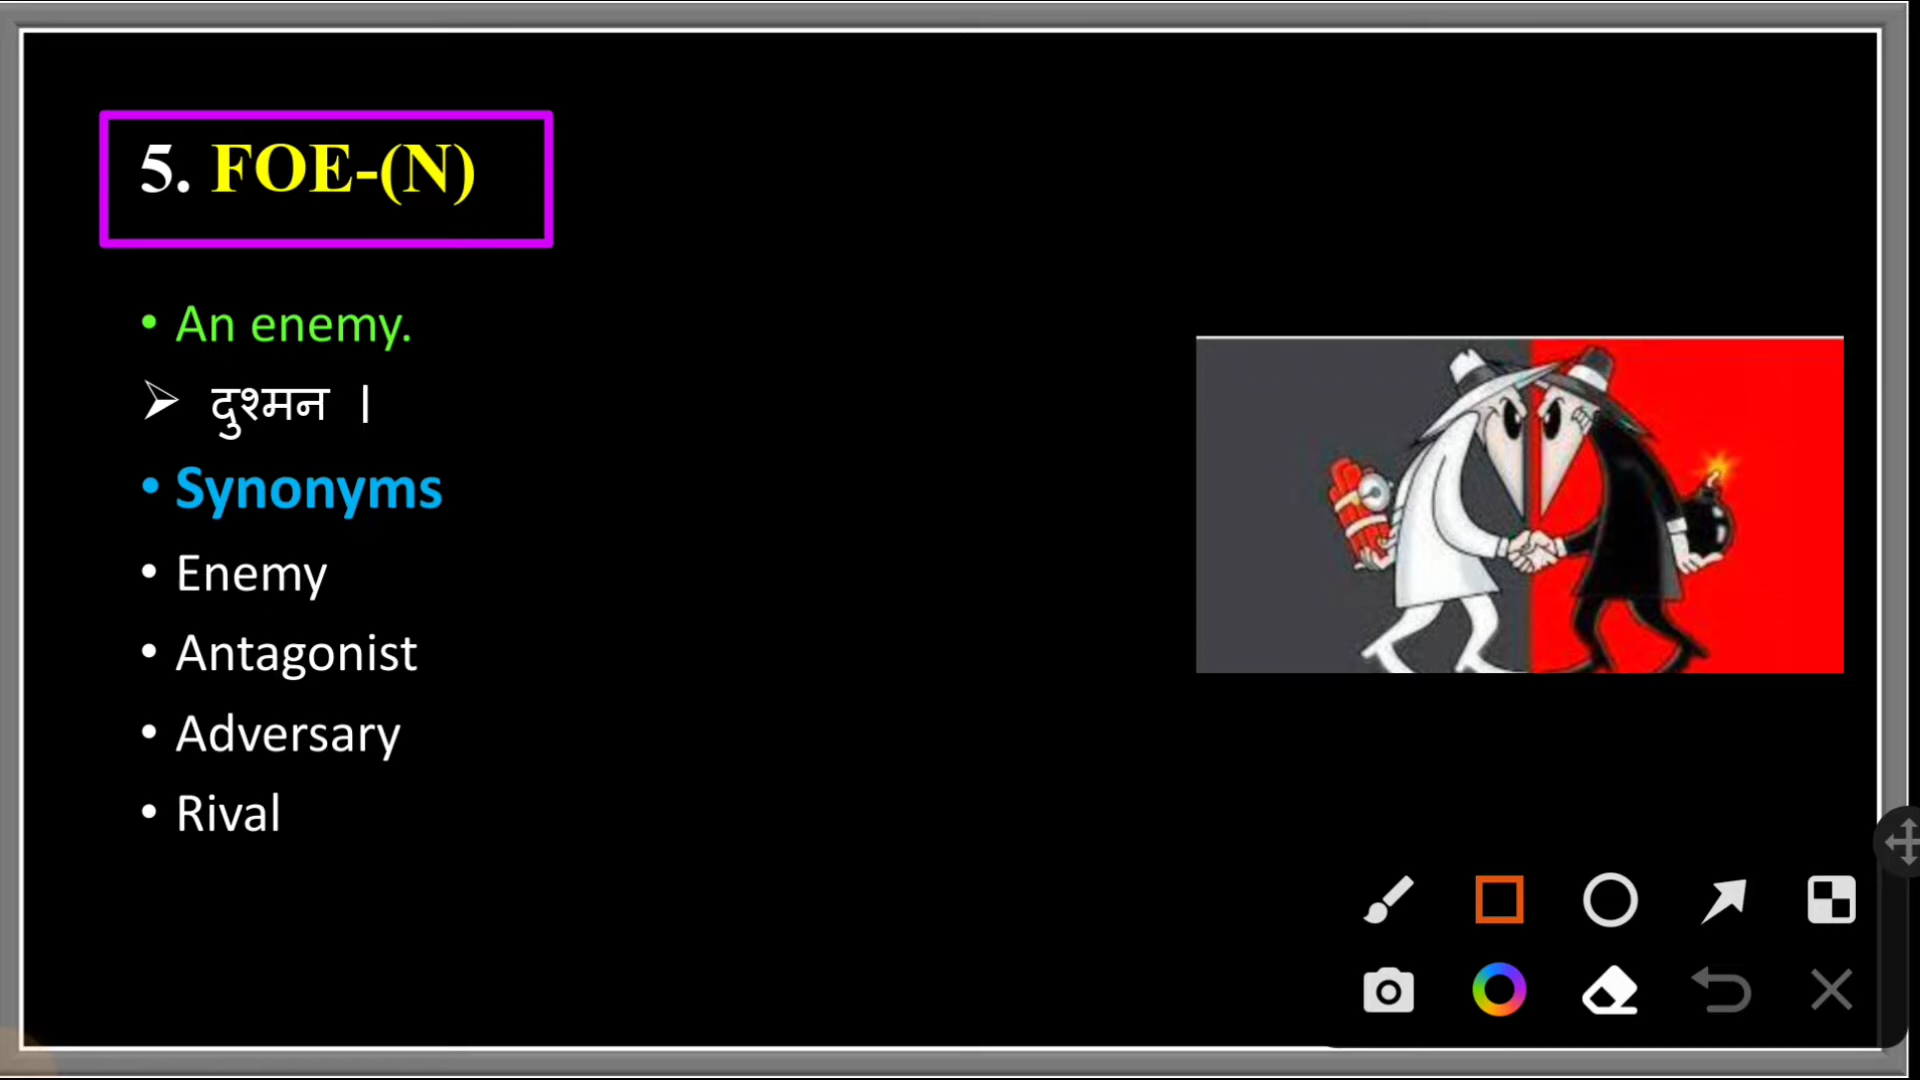 5. FOE-(N)
• An enemy.
➢ दुश्मन ।
• Synonyms
• Enemy
• Antagonist
• Adversary
• Rival